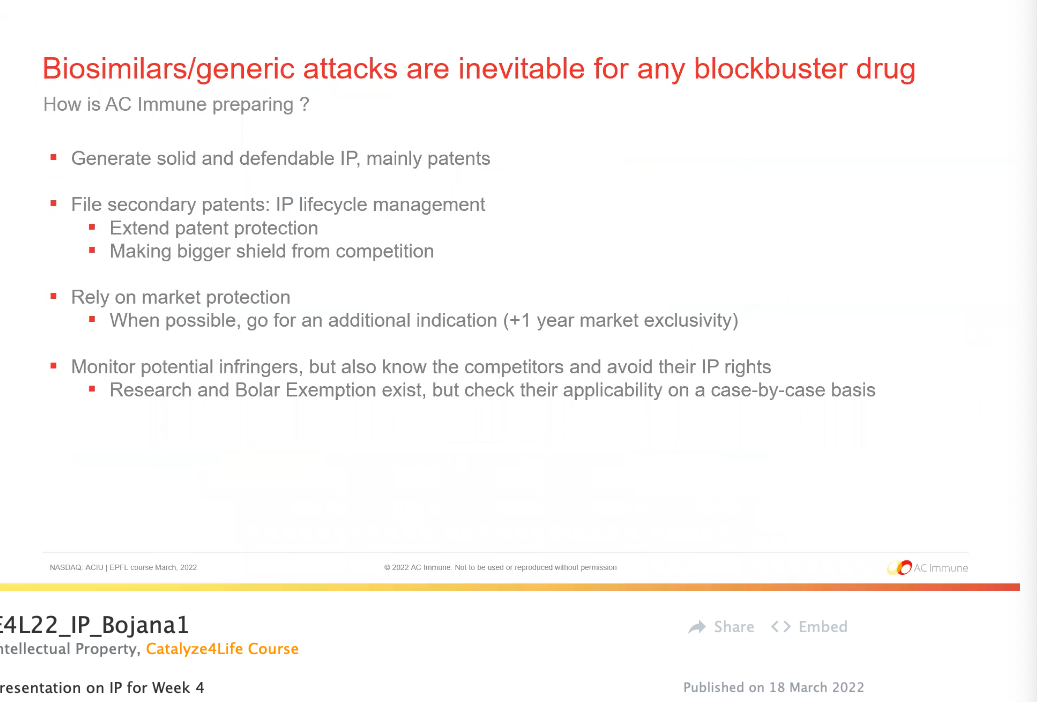 Biosimilars/generic attacks are inevitable for any blockbuster drug
How is AC Immune preparing ?
▪ Generate solid and defendable IP, mainly patents
▪ File secondary patents: IP lifecycle management
▪ Extend patent protection
▪ Making bigger shield from competition
▪ Rely on market protection
▪ When possible, go for an additional indication (+1 year market exclusivity)
▪ Monitor potential infringers, but also know the competitors and avoid their IP rights
▪ Research and Bolar Exemption exist, but check their applicability on a case-by-case basis
NASDAQ: ACIU | EPFL course March, 2022
© 2022 AC Immune. Not to be used or reproduced without permission
AC Immune
E4L22_IP_Bojana1
Share <> Embed
ntellectual Property, Catalyze4Life Course
resentation on IP for Week 4
Published on 18 March 2022